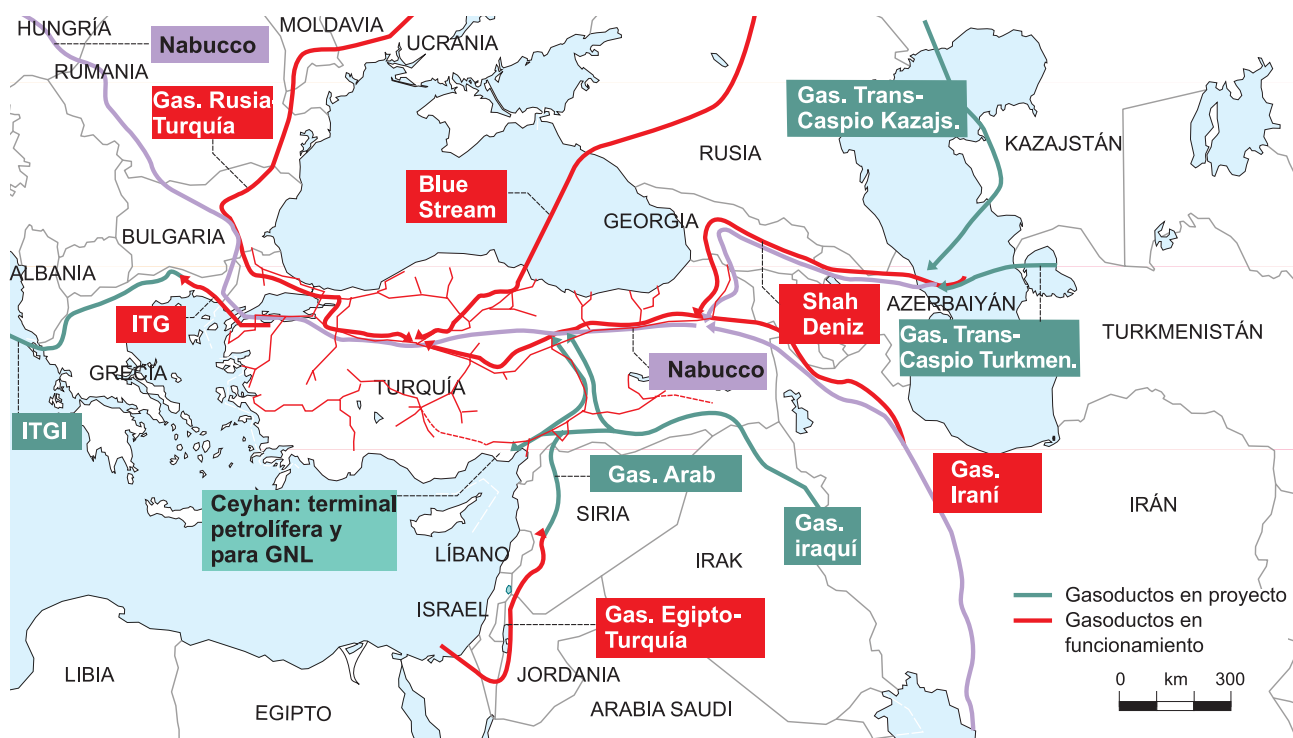 HUNGRÍA
MOLDAVIA
Nabucco
UCRANIA
RUMANIA
Gas. Rusia-
Turquía
Gas. Trans-
Caspio Kazajs.
KAZAJSTÁN
RUSIA
Blue
Stream
GEORGIA
BULGARIA
ALBANIA
AZERBAIYÁN
Shah
Deniz
ITG
Gas. Trans-
Caspio Turkmen.
TURKMENISTÁN
GRECIA
TURQUÍA
Nabucco
ITGI
Gas. Arab
Gas.
Iraní
IRÁN
Ceyhan: terminal
petrolífera y
para GNL
SIRIA
Gas.
iraquí
LÍBANO
IRAK
ISRAEL
Gas. Egipto-
Turquía
Gasoductos en proyecto
Gasoductos en
funcionamiento
LIBIA
JORDANIA
0 km 300
EGIPTO
ARABIA SAUDI